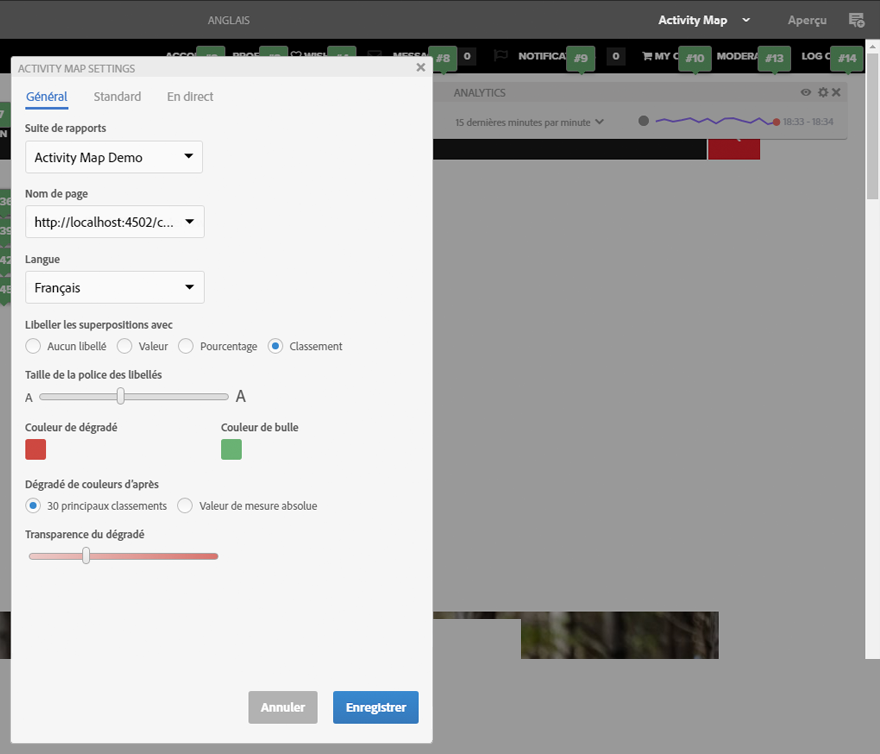 ANGLAIS
Activity Map
Aperçu
#8 0
NOTIFICA #9 0
MY C #10
MODERA #13
LOG #14
ACTIVITY MAP SETTINGS
ANALYTICS
Général Standard En direct
15 dernières minutes par minute
18:33 - 18:34
Suite de rapports
Activity Map Demo
Nom de page
http://localhost:4502/c...
Langue
Français
Libeller les superpositions avec
Aucun libellé Valeur Pourcentage Classement
Taille de la police des libellés
A A
Couleur de dégradé Couleur de bulle
Dégradé de couleurs d'après
30 principaux classements Valeur de mesure absolue
Transparence du dégradé
Annuler Enregistrer